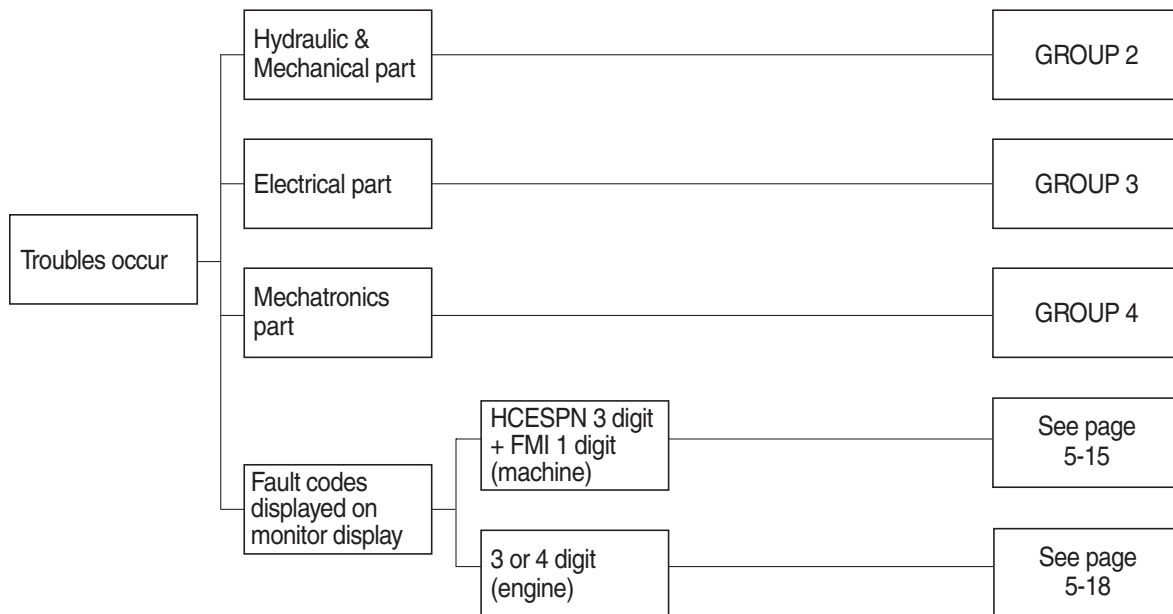 Troubles occur
Hydraulic &
Mechanical part
GROUP 2
Electrical part
GROUP 3
Mechatronics
part
GROUP 4
Fault codes
displayed on
monitor display
HCESPN 3 digit
+ FMI 1 digit
(machine)
See page
5-15
3 or 4 digit
(engine)
See page
5-18